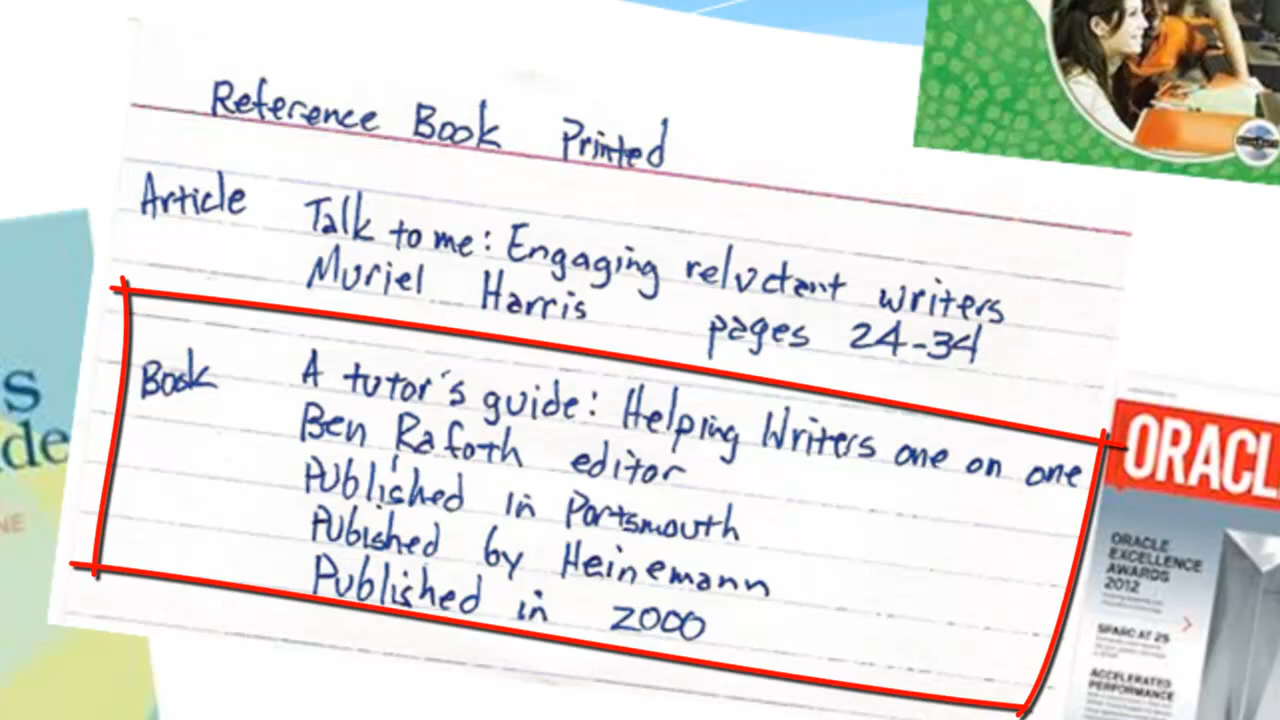 Reference Book Printed
Article Talk to me: Engaging reluctant writers
Muriel Harris pages 24-34
Book A tutor's guide: Helping Writers one on one
Ben Rafoth editor
Published in Portsmouth
Pubished by Heinemann
Published in 2000
s
de
NE
ORACL
ORACLE
EXCELLENCE
AWARDS
2012
SPARC AT 25
ACCELERATED
PERFORMANCE